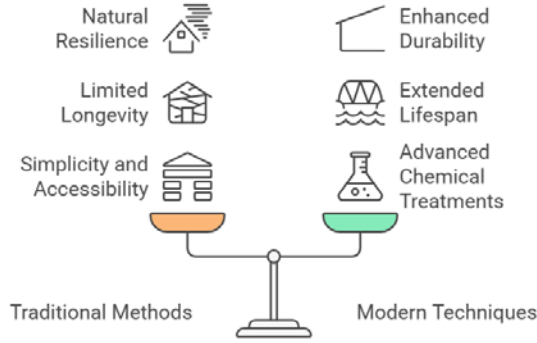 Natural
Resilience
Enhanced
Durability
Limited
Longevity
Extended
Lifespan
Simplicity and
Accessibility
Advanced
Chemical
Treatments
Traditional Methods
Modern Techniques